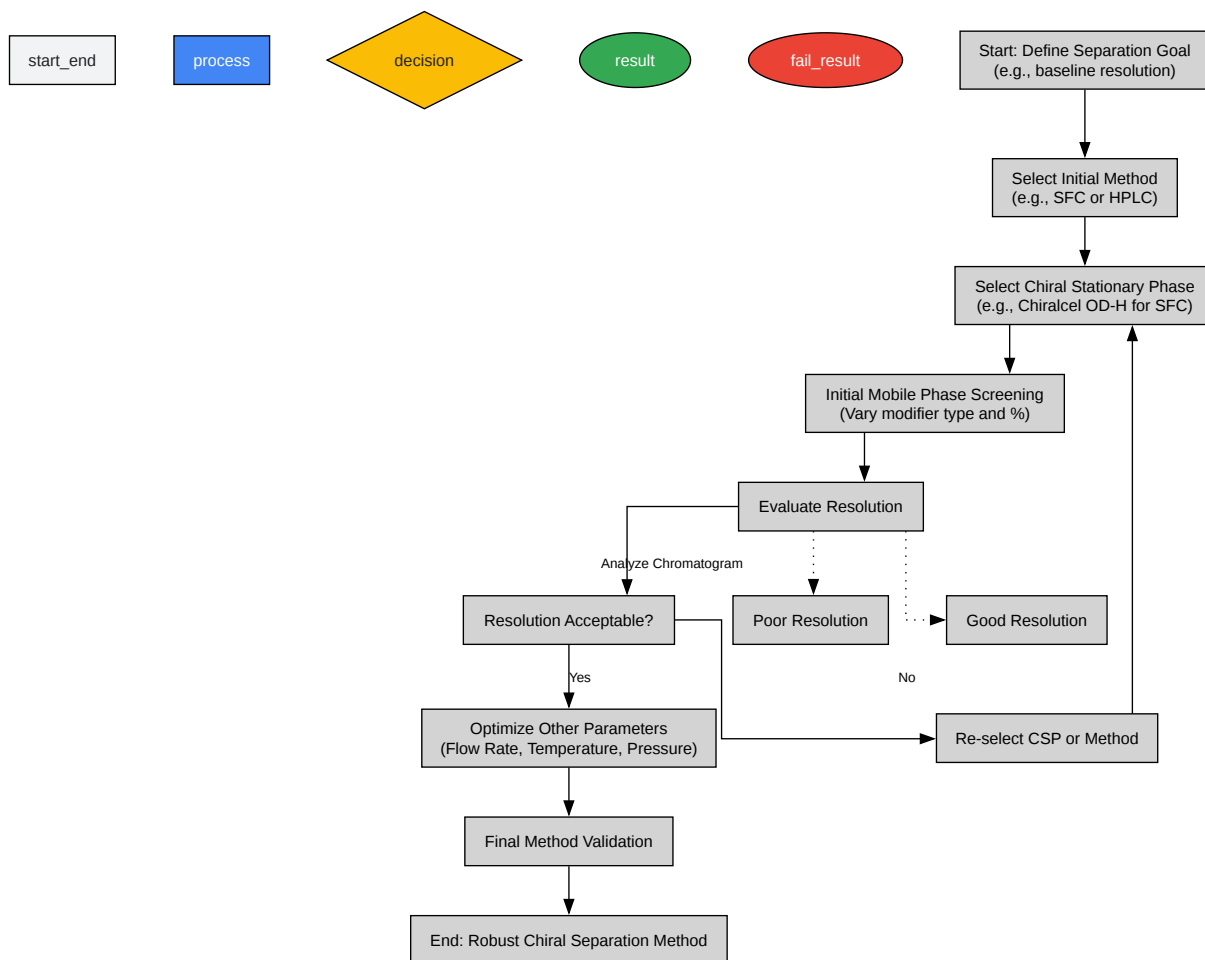 start_end
process
decision
result
fail_result
Start: Define Separation Goal
(e.g., baseline resolution)
Select Initial Method
(e.g., SFC or HPLC)
Select Chiral Stationary Phase
(e.g., Chiralcel OD-H for SFC)
Initial Mobile Phase Screening
(Vary modifier type and %)
Evaluate Resolution
Analyze Chromatogram
Resolution Acceptable?
Poor Resolution
Good Resolution
Yes
No
Optimize Other Parameters
(Flow Rate, Temperature, Pressure)
Re-select CSP or Method
Final Method Validation
End: Robust Chiral Separation Method